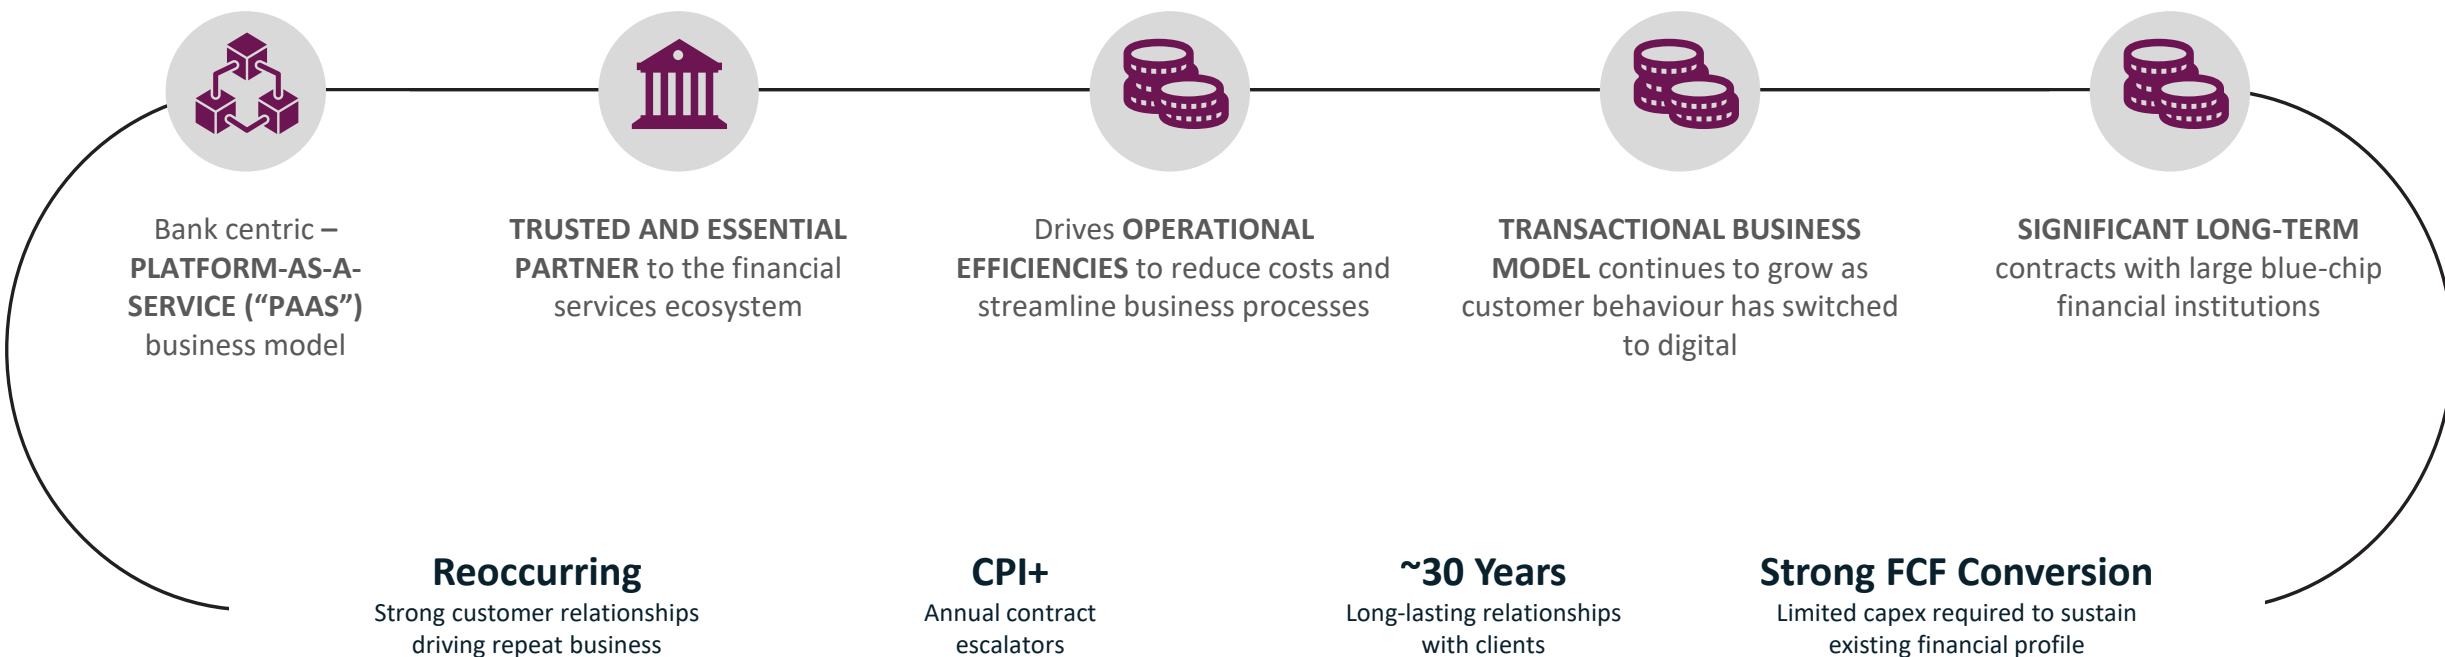 Bank centric –
PLATFORM-AS-A-
SERVICE (“PAAS”)
business model
TRUSTED AND ESSENTIAL
PARTNER to the financial
services ecosystem
Drives OPERATIONAL
EFFICIENCIES to reduce costs and
streamline business processes
TRANSACTIONAL BUSINESS
MODEL continues to grow as
customer behaviour has switched
to digital
SIGNIFICANT LONG-TERM
contracts with large blue-chip
financial institutions
Reoccurring
Strong customer relationships
driving repeat business
CPI+
Annual contract
escalators
~30 Years
Long-lasting relationships
with clients
Strong FCF Conversion
Limited capex required to sustain
existing financial profile